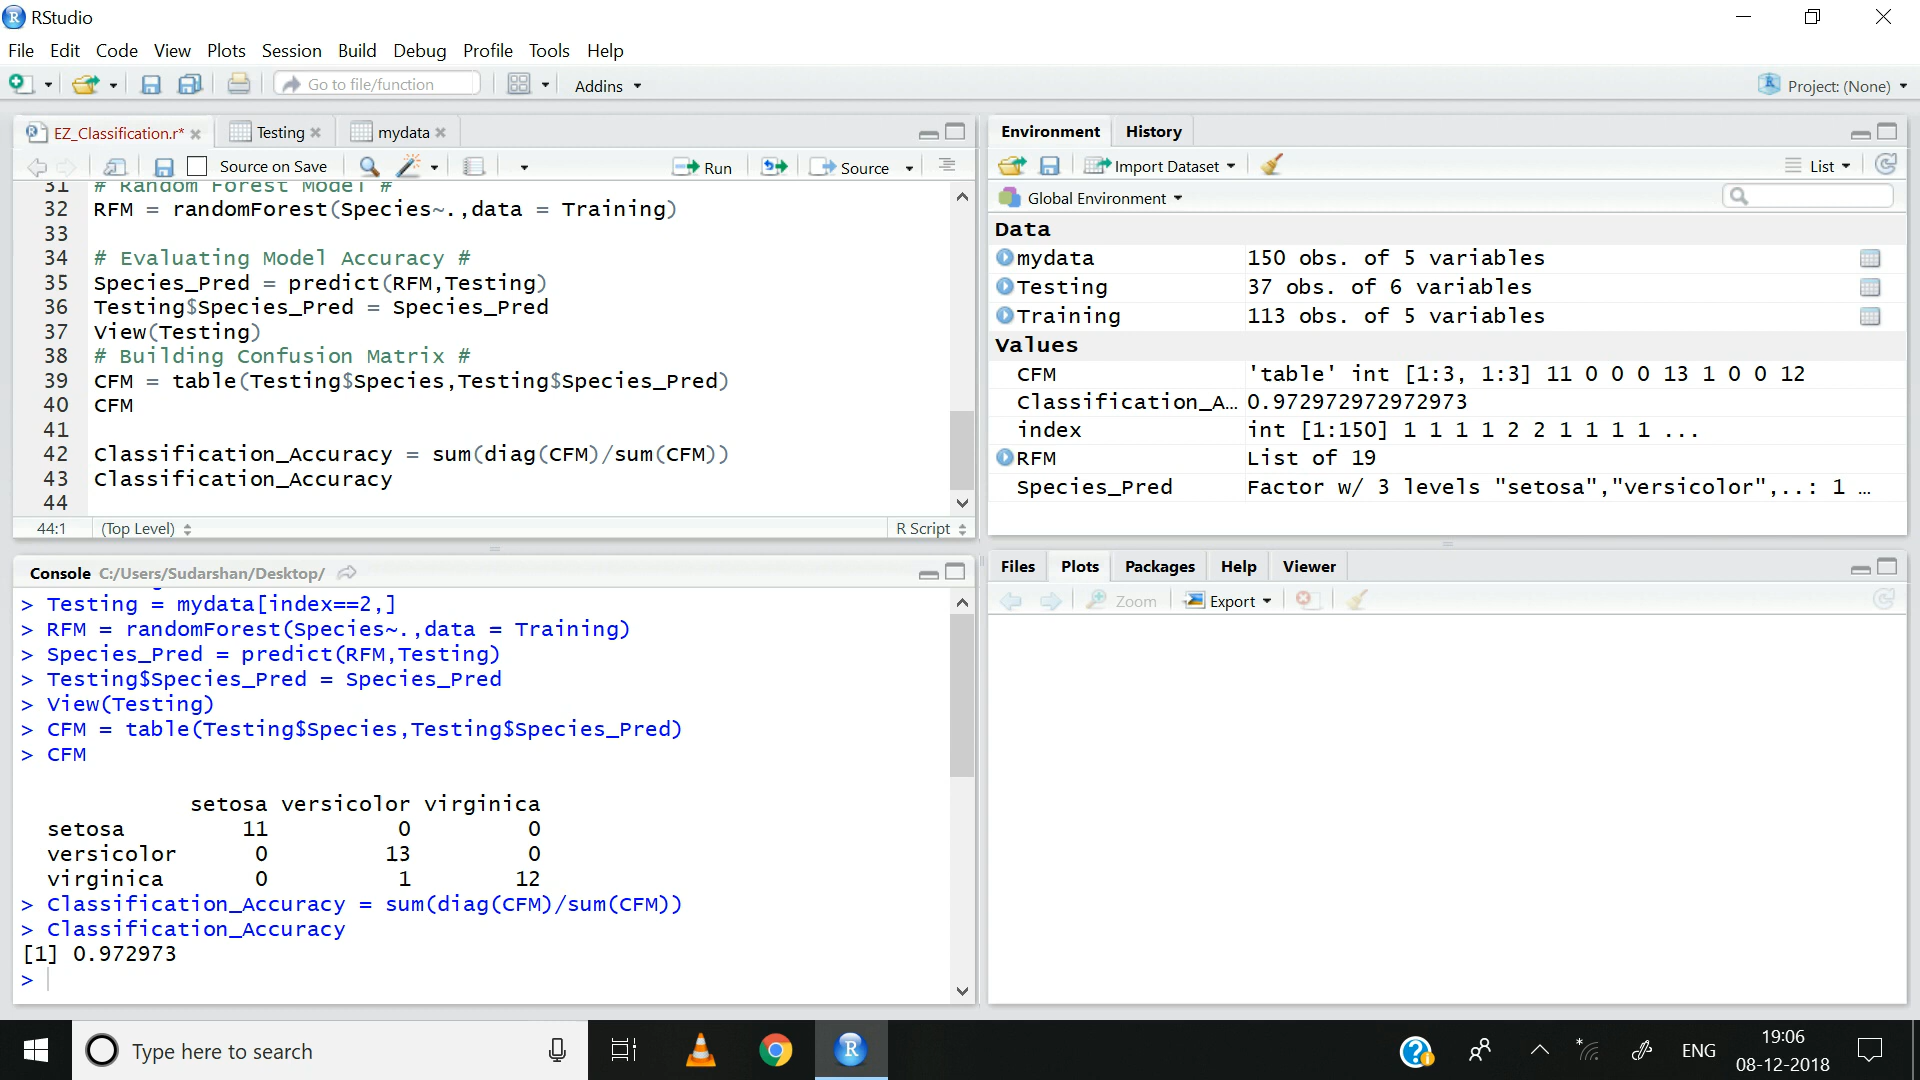 RStudio
File Edit Code View Plots Session Build Debug Profile Tools Help
Go to file/function Addins Project: (None)
EZ_Classification.r* Testing mydata
Source on Save Run Source
31 # Random Forest Model #
32 RFM = randomForest(Species~.,data = Training)
33
34 # Evaluating Model Accuracy #
35 Species_Pred = predict(RFM,Testing)
36 Testing$Species_Pred = Species_Pred
37 View(Testing)
38 # Building Confusion Matrix #
39 CFM = table(Testing$Species,Testing$Species_Pred)
40 CFM
41
42 Classification_Accuracy = sum(diag(CFM)/sum(CFM))
43 Classification_Accuracy
44
44:1 (Top Level) R Script
Console C:/Users/Sudarshan/Desktop/
> Testing = mydata[index==2,]
> RFM = randomForest(Species~.,data = Training)
> Species_Pred = predict(RFM,Testing)
> Testing$Species_Pred = Species_Pred
> View(Testing)
> CFM = table(Testing$Species,Testing$Species_Pred)
> CFM
setosa versicolor virginica
setosa 11 0 0
versicolor 0 13 0
virginica 0 1 12
> Classification_Accuracy = sum(diag(CFM)/sum(CFM))
> Classification_Accuracy
[1] 0.972973
>
Environment History
Import Dataset List
Global Environment
Data
mydata 150 obs. of 5 variables
Testing 37 obs. of 6 variables
Training 113 obs. of 5 variables
Values
CFM 'table' int [1:3, 1:3] 11 0 0 0 13 1 0 0 12
Classification_A… 0.972972972972973
index int [1:150] 1 1 1 1 2 2 1 1 1 1 ...
RFM List of 19
Species_Pred Factor w/ 3 levels "setosa","versicolor",..: 1 …
Files Plots Packages Help Viewer
Zoom Export
Type here to search
R
ENG
19:06
08-12-2018